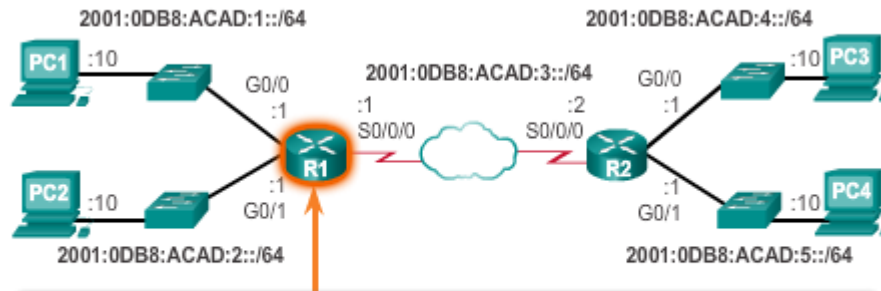 2001:0DB8:ACAD:1::/64
2001:0DB8:ACAD:4::/64
PC1
:10
G0/0
:1
2001:0DB8:ACAD:3::/64
:1
S0/0/0
:2
S0/0/0
G0/0
:1
:10
PC3
R1
R2
PC2
:10
:1
G0/1
:1
G0/1
:10
PC4
2001:0DB8:ACAD:2::/64
2001:0DB8:ACAD:5::/64